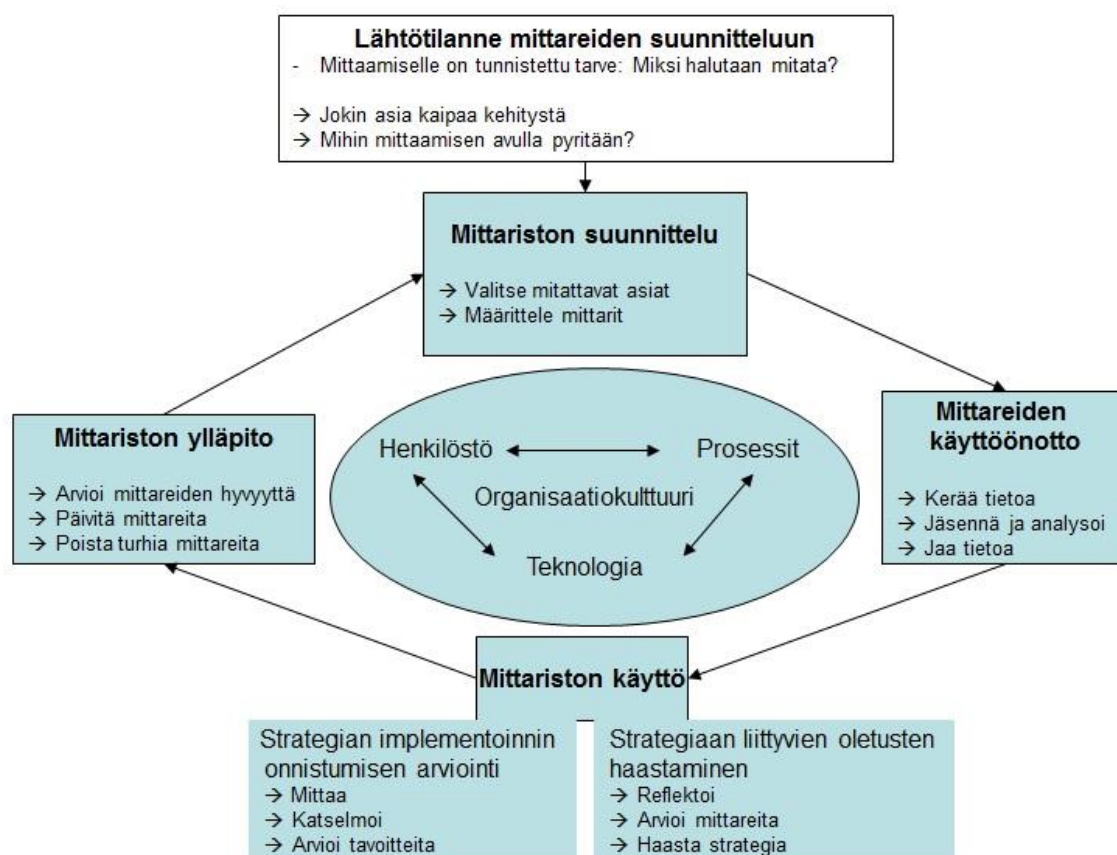 Lähtötilanne mittareiden suunnitteluun
- Mittaamiselle on tunnistettu tarve: Miksi halutaan mitata?
→ Jokin asia kaipaa kehitystä
→ Mihin mittaamisen avulla pyritään?
Mittariston suunnittelu
→ Valitse mitattavat asiat
→ Määrittele mittarit
Mittareiden
käyttöönotto
→ Kerää tietoa
→ Jäsennä ja analysoi
→ Jaa tietoa
Mittariston ylläpito
→ Arvioi mittareiden hyvyyttä
→ Päivitä mittareita
→ Poista turhia mittareita
Henkilöstö
Prosessit
Organisaatiokulttuuri
Teknologia
Mittariston käyttö
Strategian implementoinnin
onnistumisen arviointi
→ Mittaa
→ Katselmoi
→ Arvioi tavoitteita
Strategiaan liittyvien oletusten
haastaminen
→ Reflektoi
→ Arvioi mittareita
→ Haasta strategia